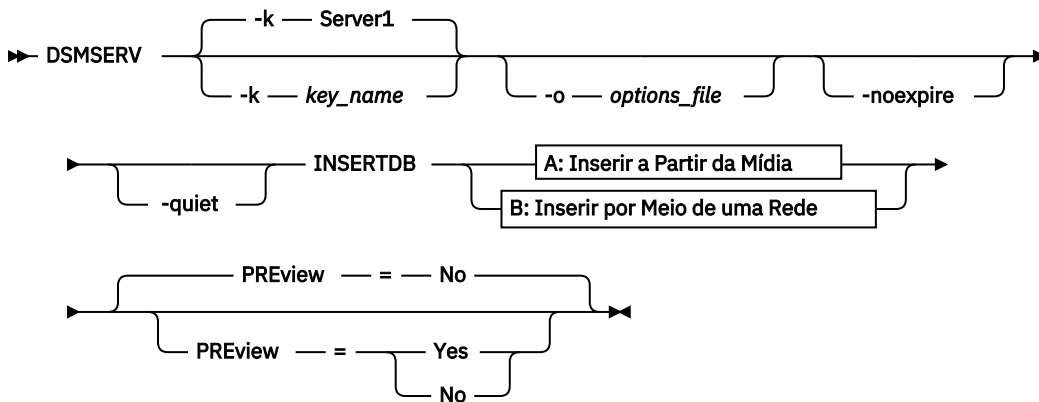 -k — Server1
DSMSERV
-k — key_name
-o — options_file
-noexpire
-quiet
INSERTDB
A: Inserir a Partir da Mídia
B: Inserir por Meio de uma Rede
PREview — = — No
PREview — = — Yes
No